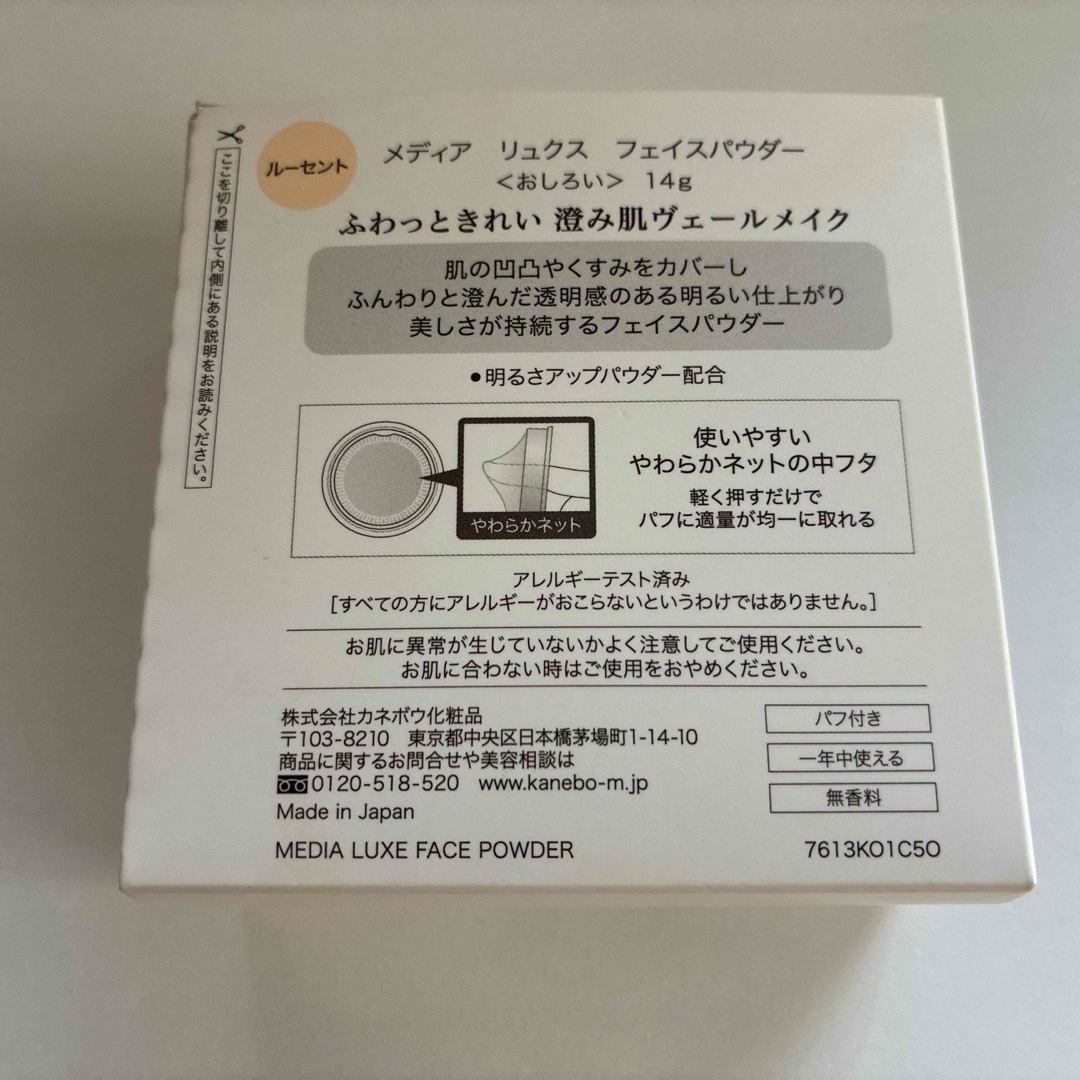 ここを切り離して内側にある説明をお読みください。
ルーセント
メディア リュクス フェイスパウダー
<おしろい> 14g
ふわっときれい 澄み肌ヴェールメイク
肌の凹凸やくすみをカバーし
ふんわりと澄んだ透明感のある明るい仕上がり
美しさが持続するフェイスパウダー
●明るさアップパウダー配合
やわらかネット
使いやすい
やわらかネットの中フタ
軽く押すだけで
パフに適量が均一に取れる
アレルギーテスト済み
[すべての方にアレルギーがおこらないというわけではありません。]
お肌に異常が生じていないかよく注意してご使用ください。
お肌に合わない時はご使用をおやめください。
株式会社カネボウ化粧品
〒103-8210 東京都中央区日本橋茅場町1-14-10
商品に関するお問合せや美容相談は
0120-518-520 www.kanebo-m.jp
Made in Japan
MEDIA LUXE FACE POWDER
パフ付き
一年中使える
無香料
7613K01C50